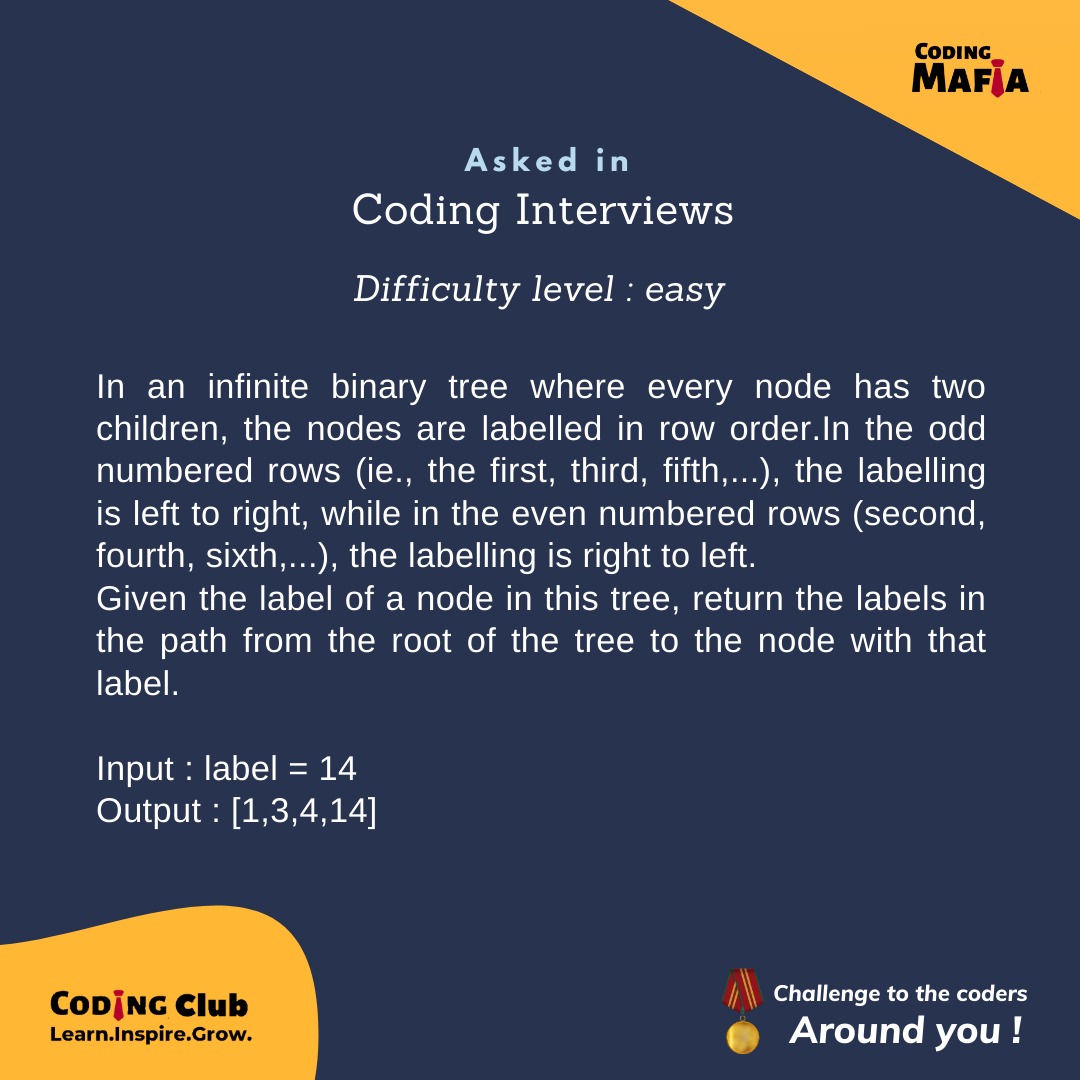 CODING
MAFIA
Asked in
Coding Interviews
Difficulty level : easy
In an infinite binary tree where every node has two
children, the nodes are labelled in row order.In the odd
numbered rows (ie., the first, third, fifth,...), the labelling
is left to right, while in the even numbered rows (second,
fourth, sixth,...), the labelling is right to left.
Given the label of a node in this tree, return the labels in
the path from the root of the tree to the node with that
label.
Input : label = 14
Output : [1,3,4,14]
CODING Club
Learn.Inspire.Grow.
Challenge to the coders
Around you !